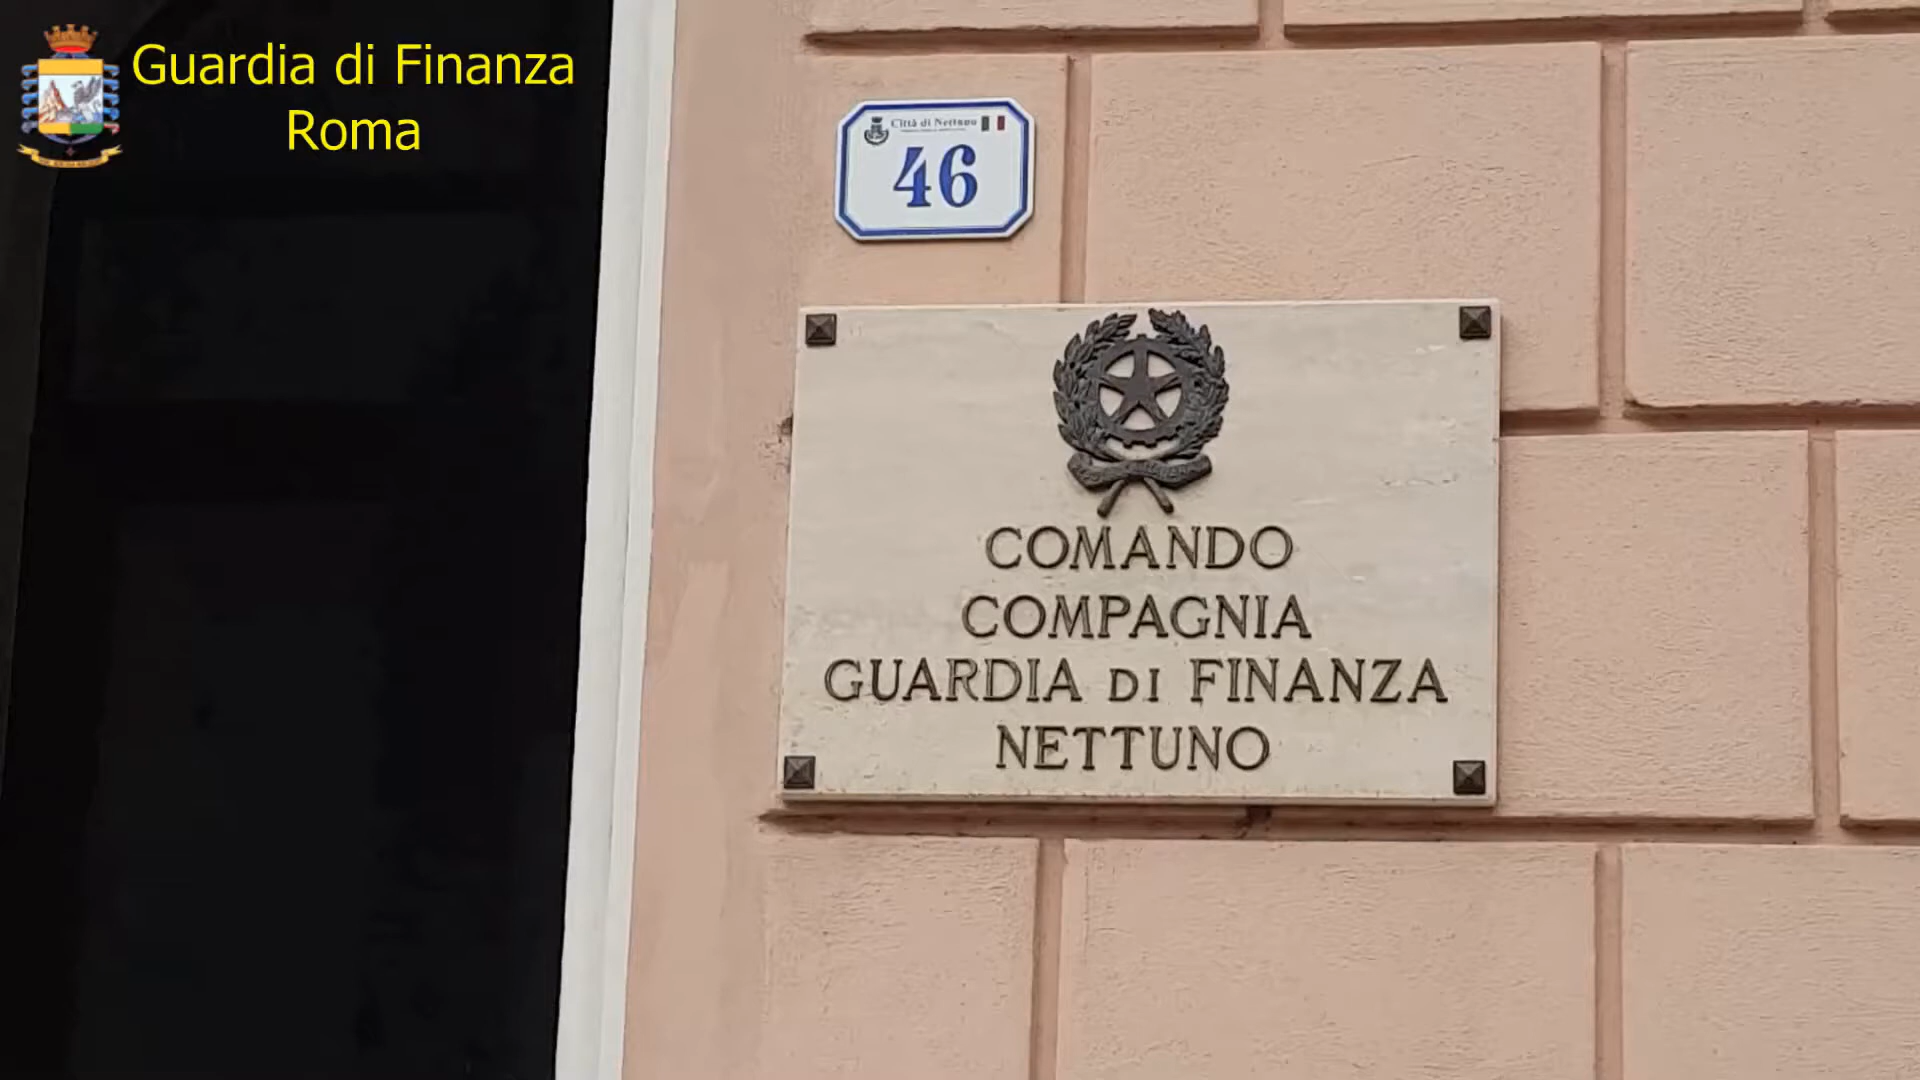 Guardia di Finanza
Roma
Città di Nettuno
46
COMANDO
COMPAGNIA
GUARDIA DI FINANZA
NETTUNO